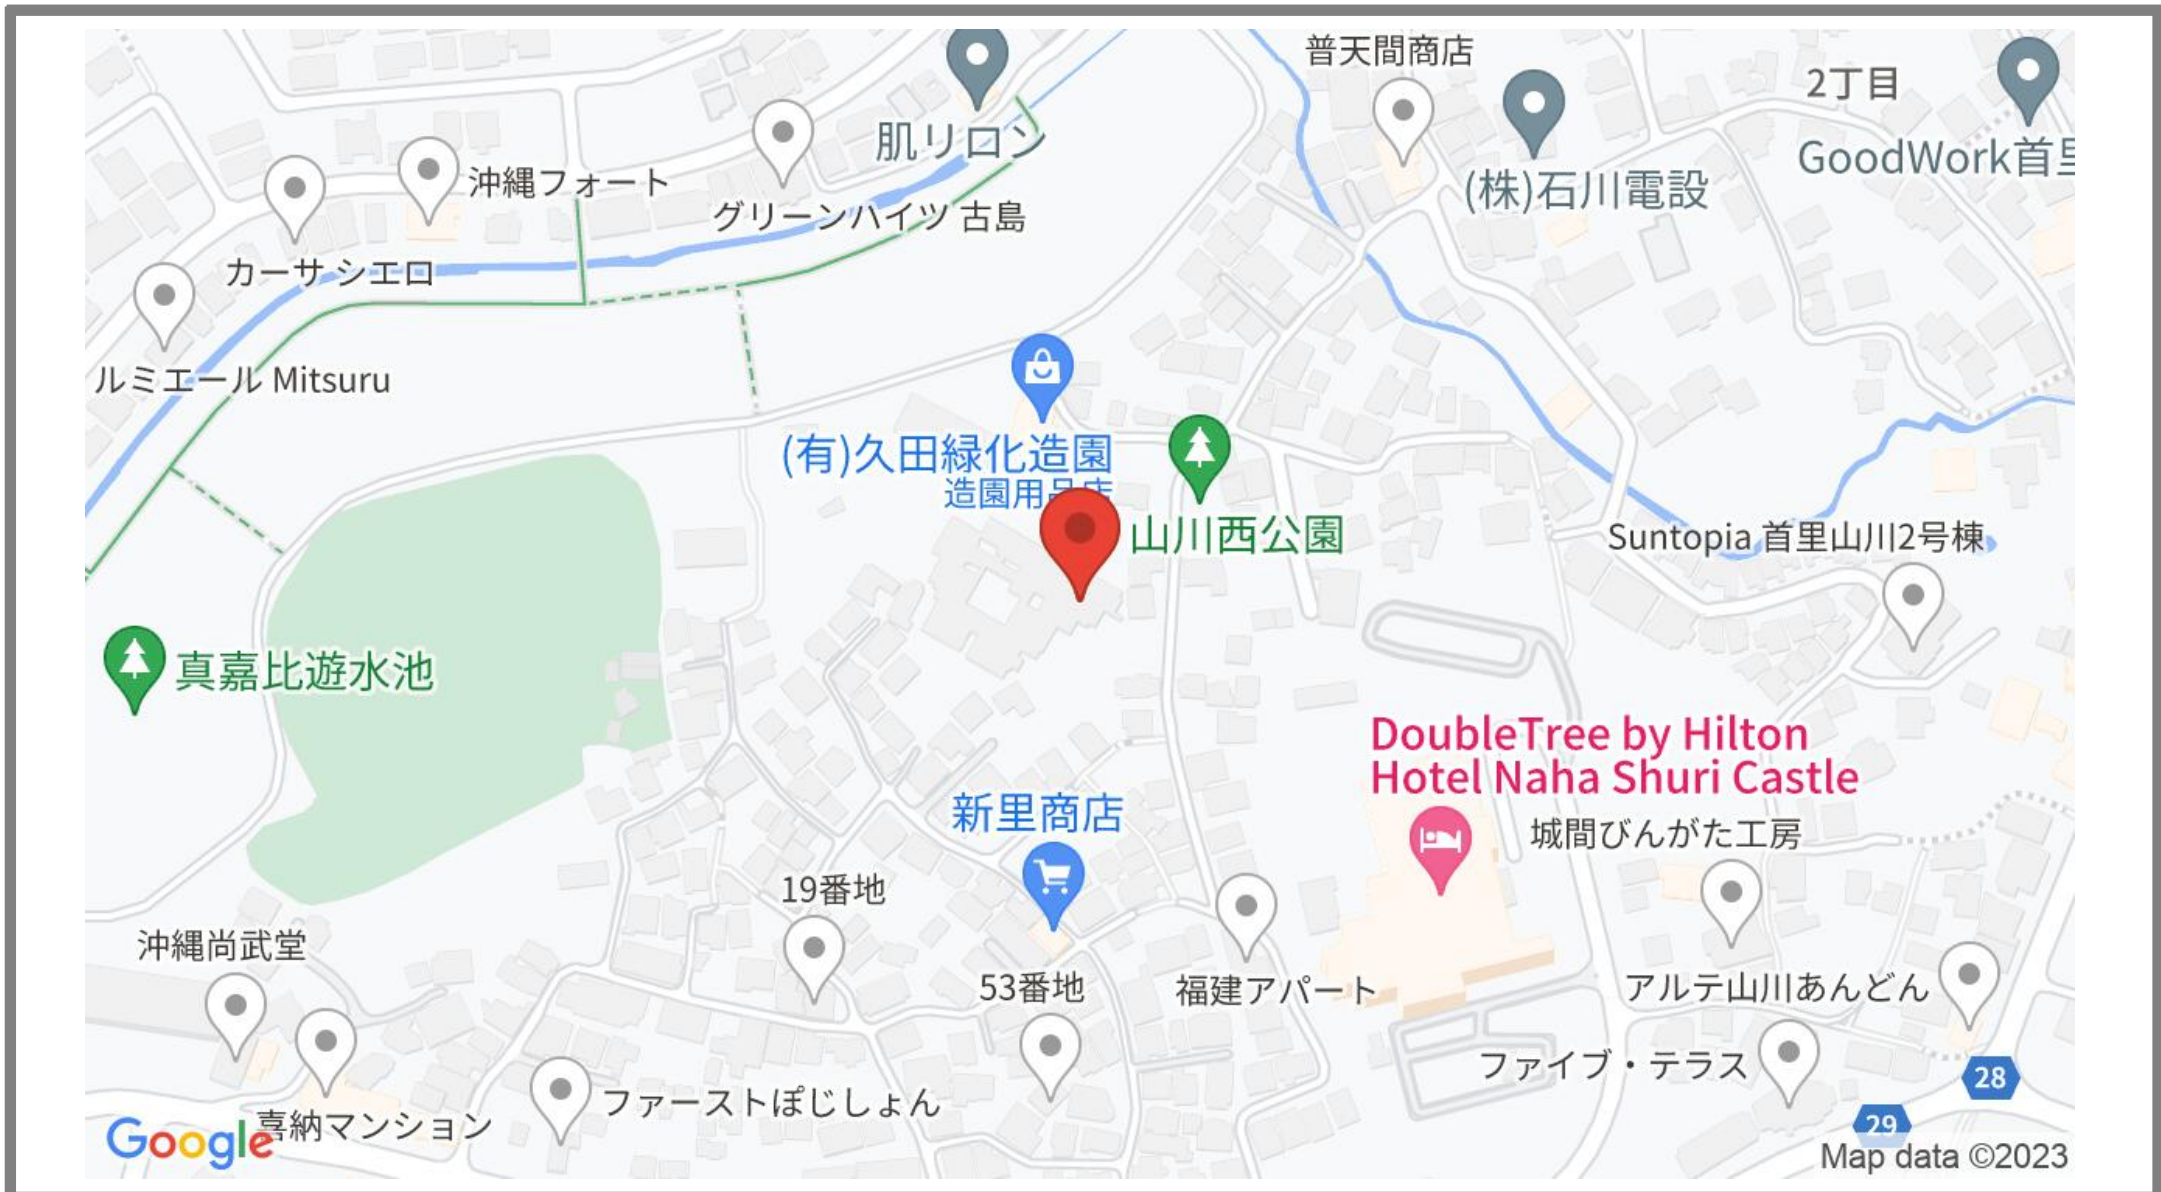 普天間商店
2丁目
肌リロン
GoodWork首里
(株)石川電設
沖縄フォート
グリーンハイツ 古島
カーサ シエロ
ルミエール Mitsuru
(有)久田緑化造園
造園用品店
山川西公園
Suntopia 首里山川2号棟
真嘉比遊水池
DoubleTree by Hilton
Hotel Naha Shuri Castle
新里商店
城間びんがた工房
19番地
沖縄尚武堂
53番地
福建アパート
アルテ山川あんどん
ファイブ・テラス
28
ファーストぽじしょん
喜納マンション
29
Google
Map data ©2023